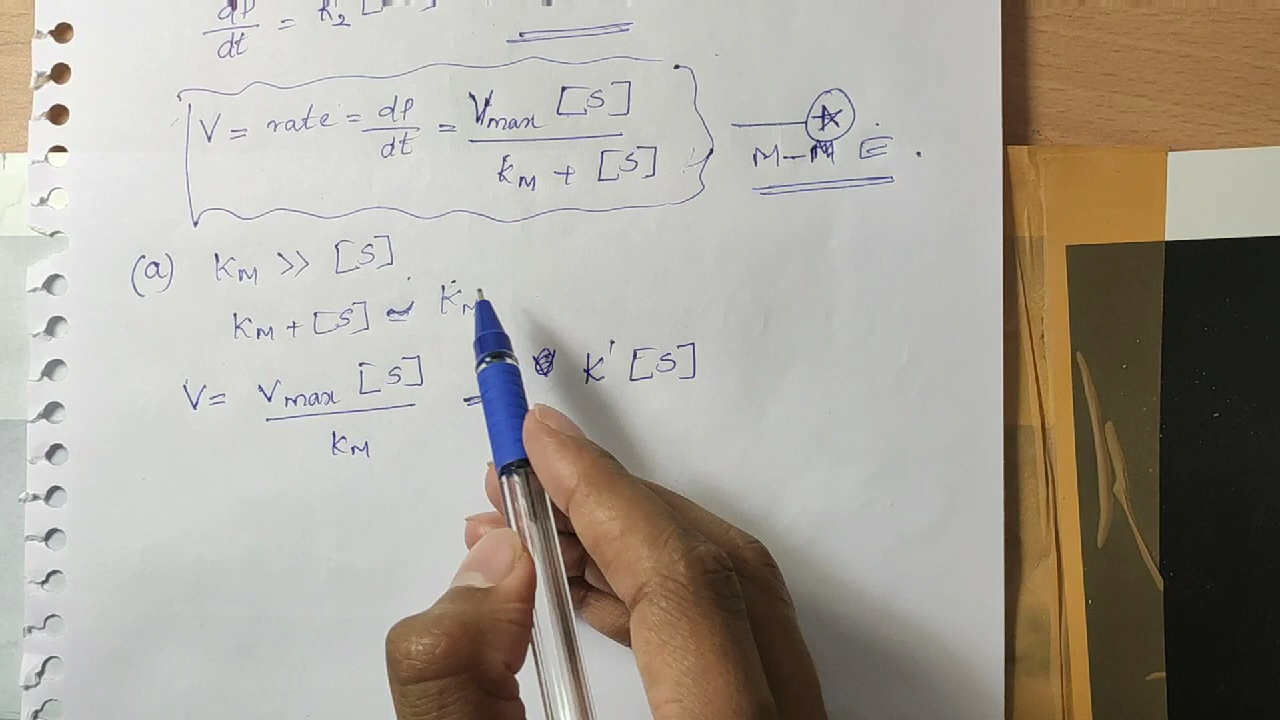 dP/dt = k₂ [
V = rate = dP/dt = Vmax [S] / kM + [S]
M-M E.
(a) kM >> [S]
kM + [S] ≃ kM
V = Vmax [S] / kM = k' [S]